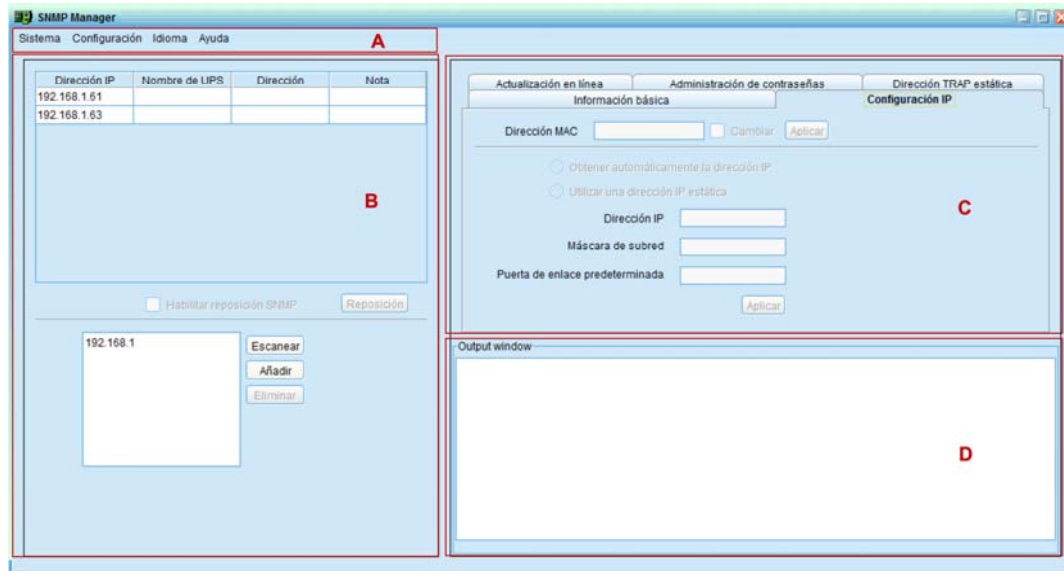 SNMP Manager
Sistema Configuración Idioma Ayuda
A
Dirección IP Nombre de UPS Dirección Nota
192.168.1.61
192.168.1.63
B
Habilitar reposición SNMP Reposición
192.168.1
Escanear
Añadir
Eliminar
Actualización en línea Administración de contraseñas Dirección TRAP estática
Información básica Configuración IP
Dirección MAC Cambiar Aplicar
Obtener automáticamente la dirección IP
Utilizar una dirección IP estática
C
Dirección IP
Máscara de subred
Puerta de enlace predeterminada
Aplicar
Output window
D